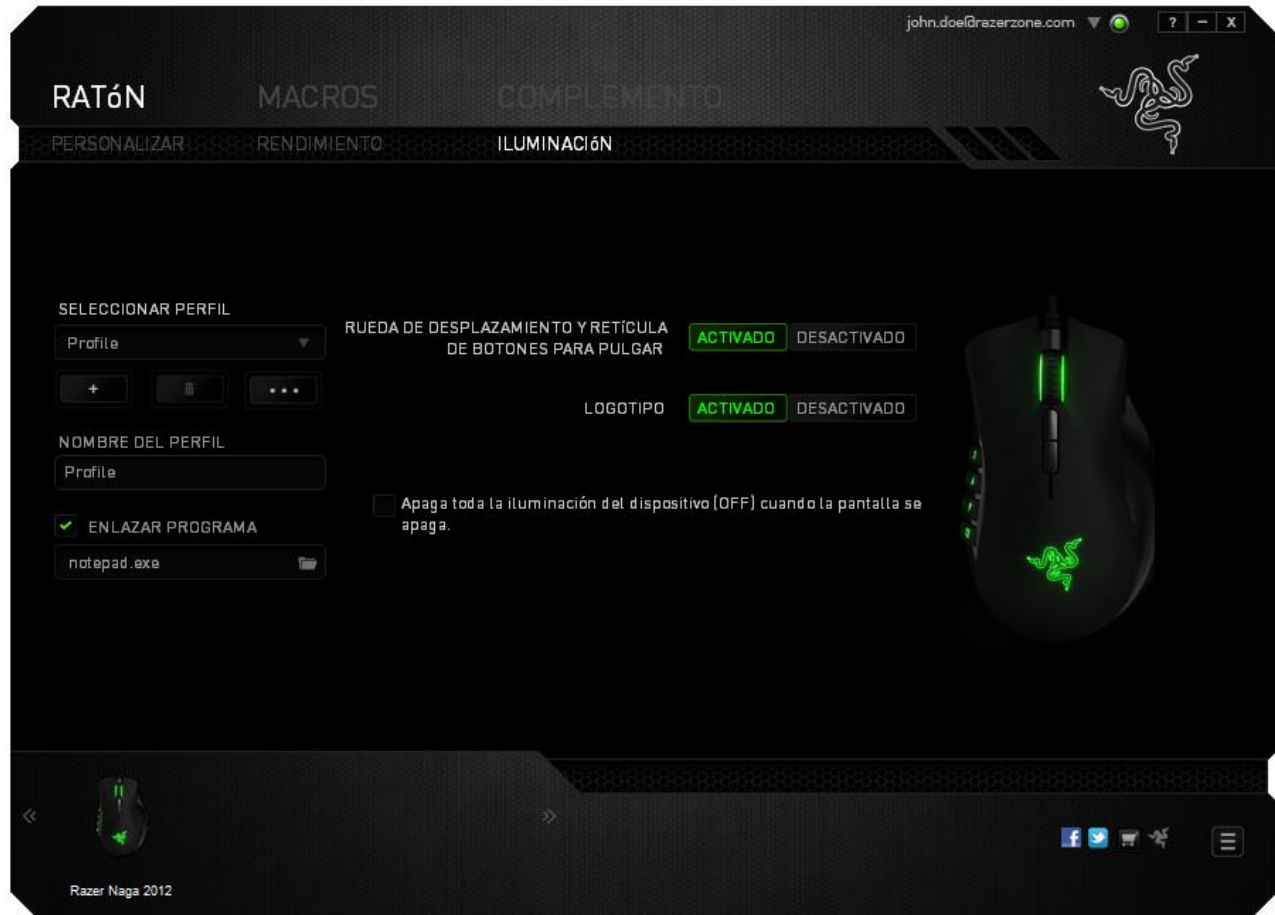 john.doe@razerzone.com ? – X
RATóN MACROS COMPLEMENTO
PERSONALIZAR RENDIMIENTO ILUMINACIóN
SELECCIONAR PERFIL
Profile
+
NOMBRE DEL PERFIL
Profile
ENLAZAR PROGRAMA
notepad.exe
RUEDA DE DESPLAZAMIENTO Y RETíCULA
DE BOTONES PARA PULGAR
ACTIVADO DESACTIVADO
LOGOTIPO ACTIVADO DESACTIVADO
Apaga toda la iluminación del dispositivo (OFF) cuando la pantalla se
apaga.
Razer Naga 2012